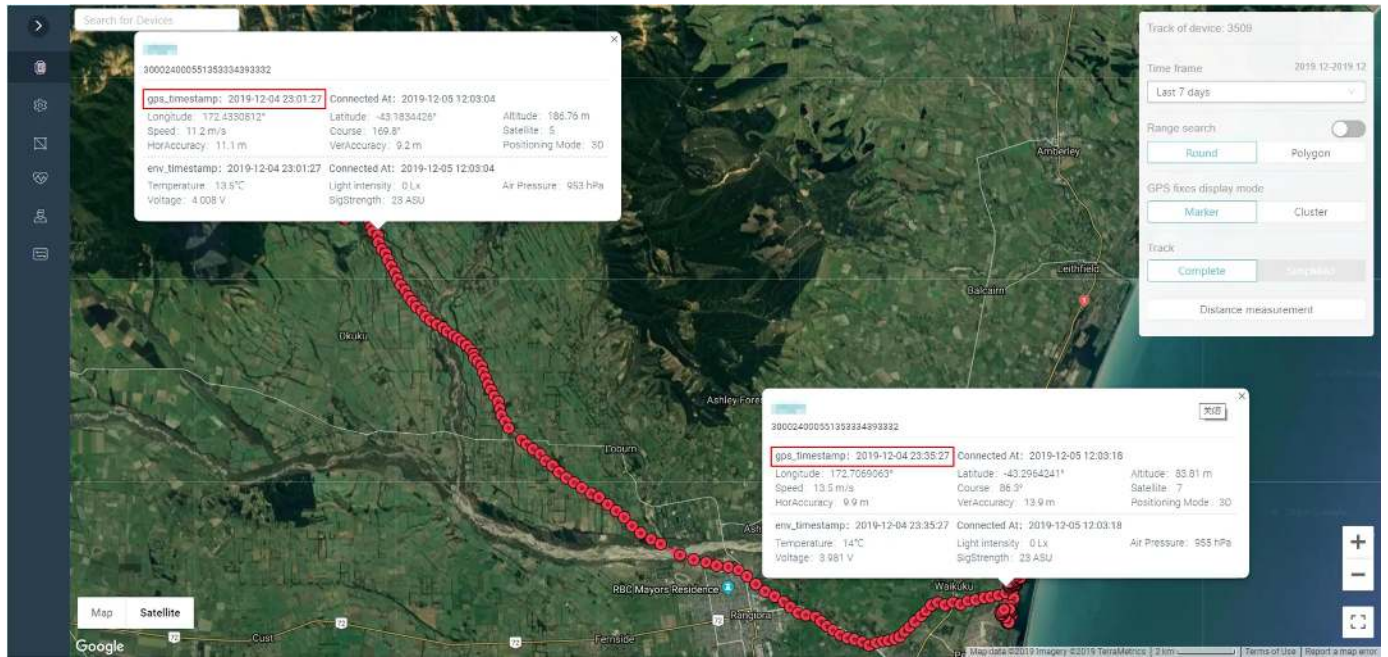 Search for Devices
300024000551353334393332
gps_timestamp: 2019-12-04 23:01:27 Connected At: 2019-12-05 12:03:04
Longitude: 172.4330812° Latitude: -43.1834426° Altitude: 186.76 m
Speed: 11.2 m/s Course: 169.8° Satellite: 5
HorAccuracy: 11.1 m VerAccuracy: 9.2 m Positioning Mode: 3D
env_timestamp: 2019-12-04 23:01:27 Connected At: 2019-12-05 12:03:04
Temperature: 13.5℃ Light intensity: 0 Lx Air Pressure: 953 hPa
Voltage: 4.008 V SigStrength: 23 ASU
Track of device: 3509
Time frame 2019.12-2019.12
Last 7 days
Range search
Round Polygon
GPS fixes display mode
Marker Cluster
Track
Complete Simplified
Distance measurement
Amberley
Leithfield
Balcairn
1
Okuku
Ashley Fore
Loburn
Ash
关闭
300024000551353334393332
gps_timestamp: 2019-12-04 23:35:27 Connected At: 2019-12-05 12:03:18
Longitude: 172.7069063° Latitude: -43.2964241° Altitude: 83.81 m
Speed: 13.5 m/s Course: 86.3° Satellite: 7
HorAccuracy: 9.9 m VerAccuracy: 13.9 m Positioning Mode: 3D
env_timestamp: 2019-12-04 23:35:27 Connected At: 2019-12-05 12:03:18
Temperature: 14℃ Light intensity: 0 Lx Air Pressure: 955 hPa
Voltage: 3.981 V SigStrength: 23 ASU
RBC Mayors Residence
Waikuku
Rangiora
72
Map Satellite
72
72
72
Cust
Fernside
Google
Map data ©2019 Imagery ©2019 TerraMetrics 2 km Terms of Use Report a map error